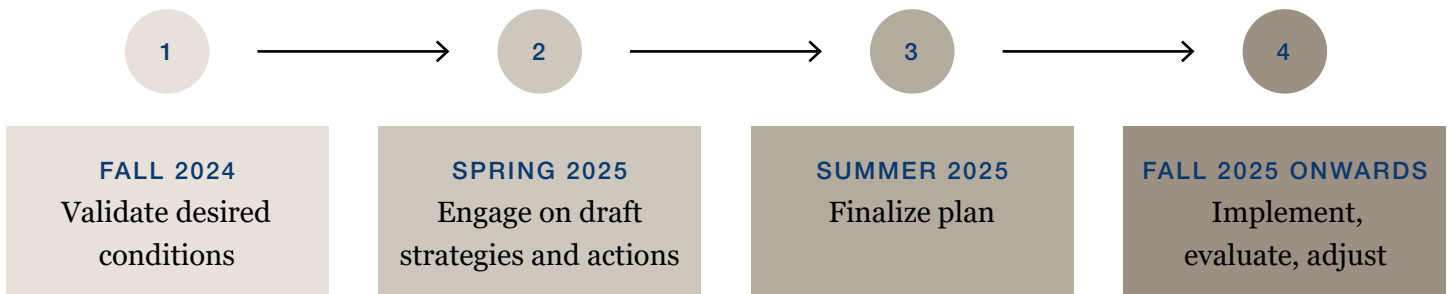 1
2
3
4
FALL 2024
Validate desired
conditions
SPRING 2025
Engage on draft
strategies and actions
SUMMER 2025
Finalize plan
FALL 2025 ONWARDS
Implement,
evaluate, adjust